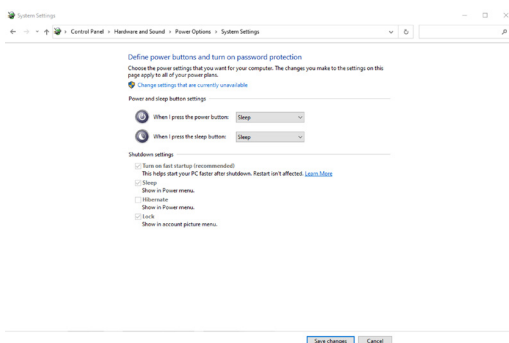 System Settings
Control Panel > Hardware and Sound > Power Options > System Settings
Define power buttons and turn on password protection
Choose the power settings that you want for your computer. The changes you make to the settings on this
page apply to all of your power plans.
Change settings that are currently unavailable
Power and sleep button settings
When I press the power button: Sleep
When I press the sleep button: Sleep
Shutdown settings
Turn on fast startup (recommended)
This helps start your PC faster after shutdown. Restart isn't affected. Learn More
Sleep
Show in Power menu.
Hibernate
Show in Power menu.
Lock
Show in account picture menu.
Save changes Cancel